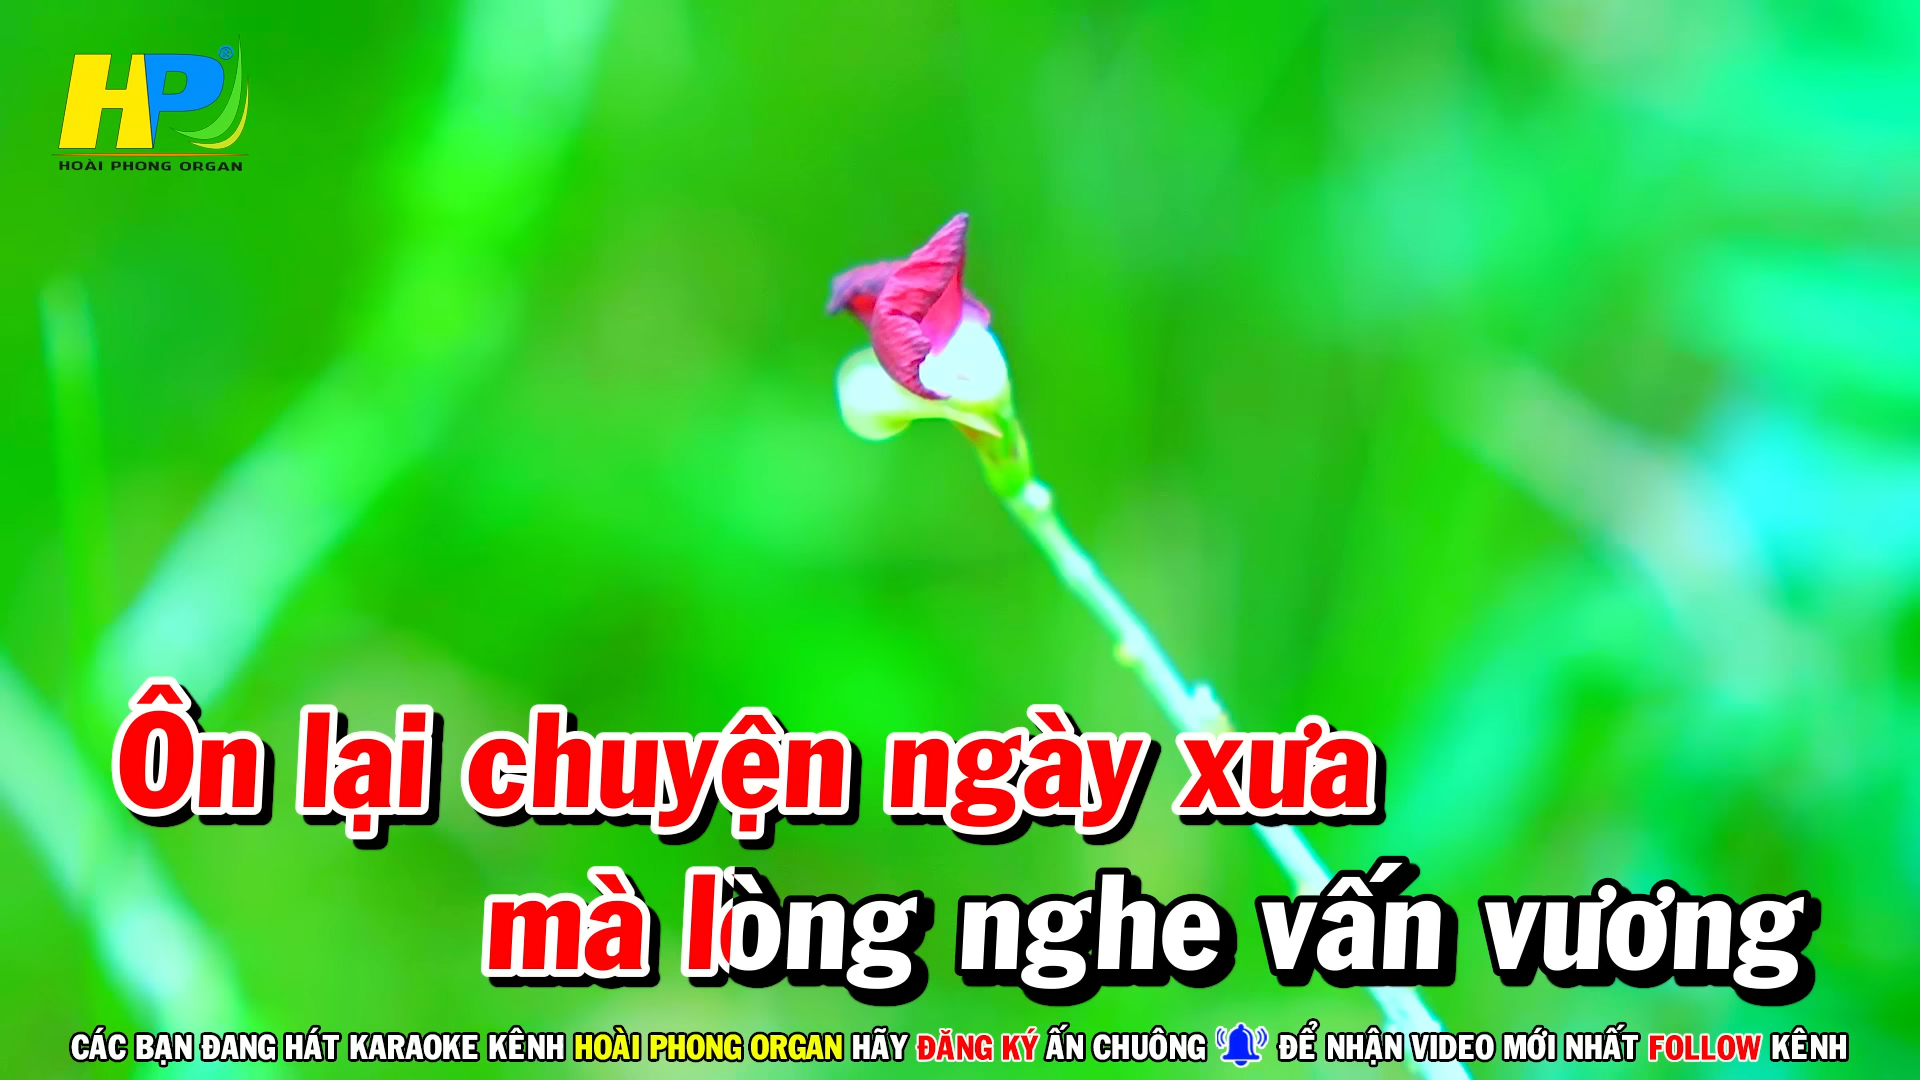 HP®
HOÀI PHONG ORGAN
Ôn lại chuyện ngày xưa
mà lòng nghe vấn vương
CÁC BẠN ĐANG HÁT KARAOKE KÊNH HOÀI PHONG ORGAN HÃY ĐĂNG KÝ ẤN CHUÔNG ĐỂ NHẬN VIDEO MỚI NHẤT FOLLOW KÊNH